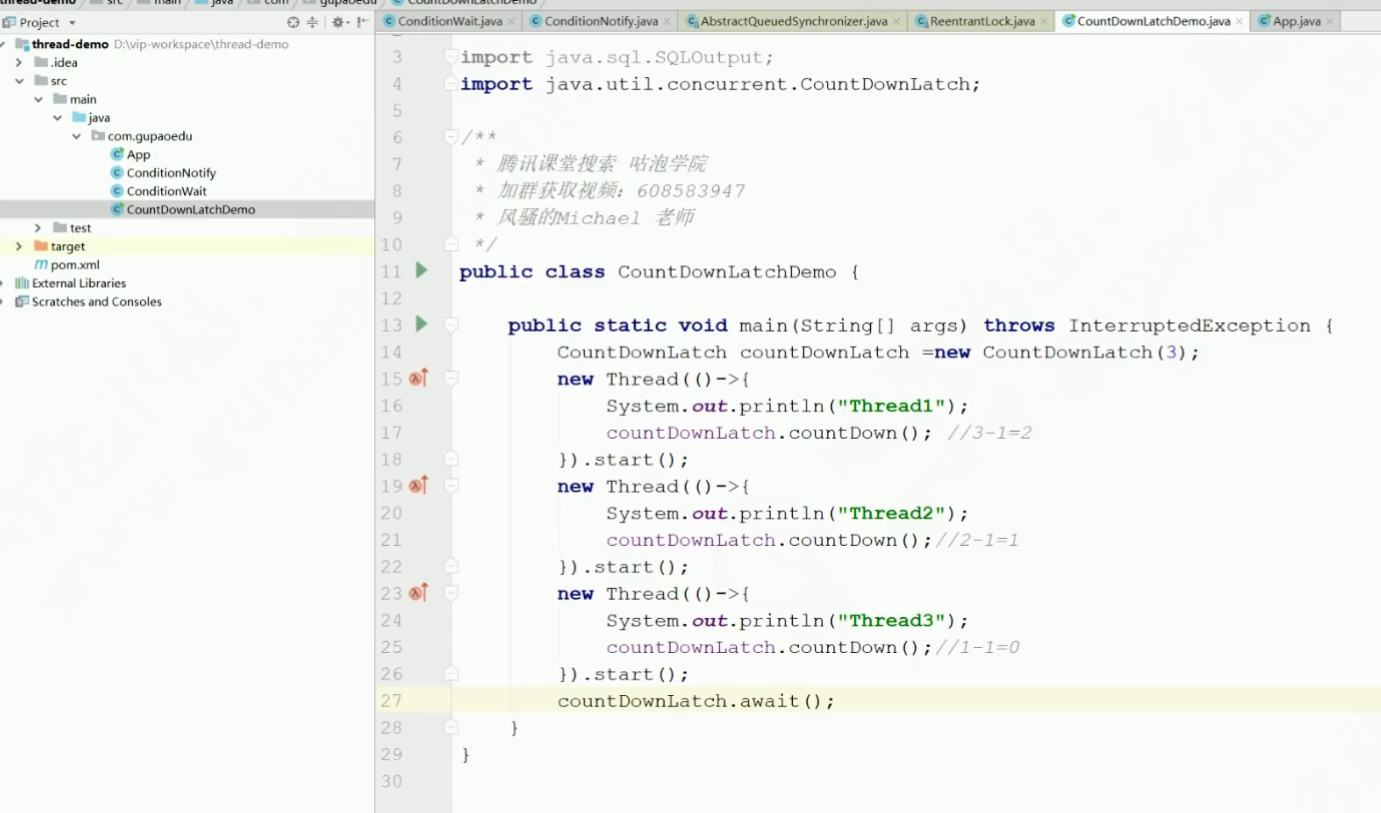 thread-demo src main java com gupaoedu CountDownLatchDemo
Project
ConditionWait.java ConditionNotify.java AbstractQueuedSynchronizer.java ReentrantLock.java CountDownLatchDemo.java App.java
thread-demo D:\vip-workspace\thread-demo
.idea
src
main
java
com.gupaoedu
App
ConditionNotify
ConditionWait
CountDownLatchDemo
test
target
pom.xml
External Libraries
Scratches and Consoles
3 import java.sql.SQLOutput;
4 import java.util.concurrent.CountDownLatch;
5
6 /**
7 * 腾讯课堂搜索 咕泡学院
8 * 加群获取视频：608583947
9 * 风骚的Michael 老师
10 */
11 public class CountDownLatchDemo {
12
13 public static void main(String[] args) throws InterruptedException {
14 CountDownLatch countDownLatch =new CountDownLatch(3);
15 new Thread(()->{
16 System.out.println("Thread1");
17 countDownLatch.countDown(); //3-1=2
18 }).start();
19 new Thread(()->{
20 System.out.println("Thread2");
21 countDownLatch.countDown();//2-1=1
22 }).start();
23 new Thread(()->{
24 System.out.println("Thread3");
25 countDownLatch.countDown();//1-1=0
26 }).start();
27 countDownLatch.await();
28 }
29 }
30